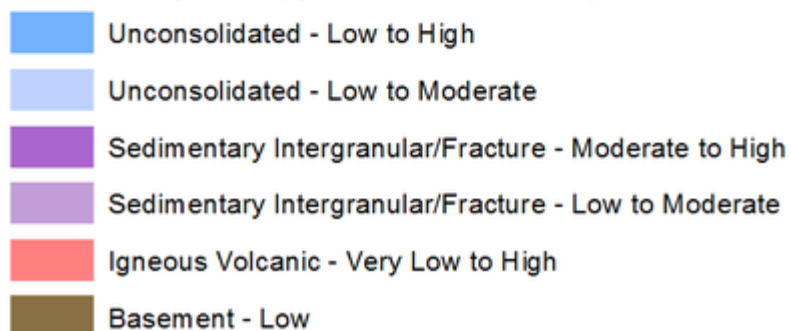 Unconsolidated - Low to High
Unconsolidated - Low to Moderate
Sedimentary Intergranular/Fracture - Moderate to High
Sedimentary Intergranular/Fracture - Low to Moderate
Igneous Volcanic - Very Low to High
Basement - Low